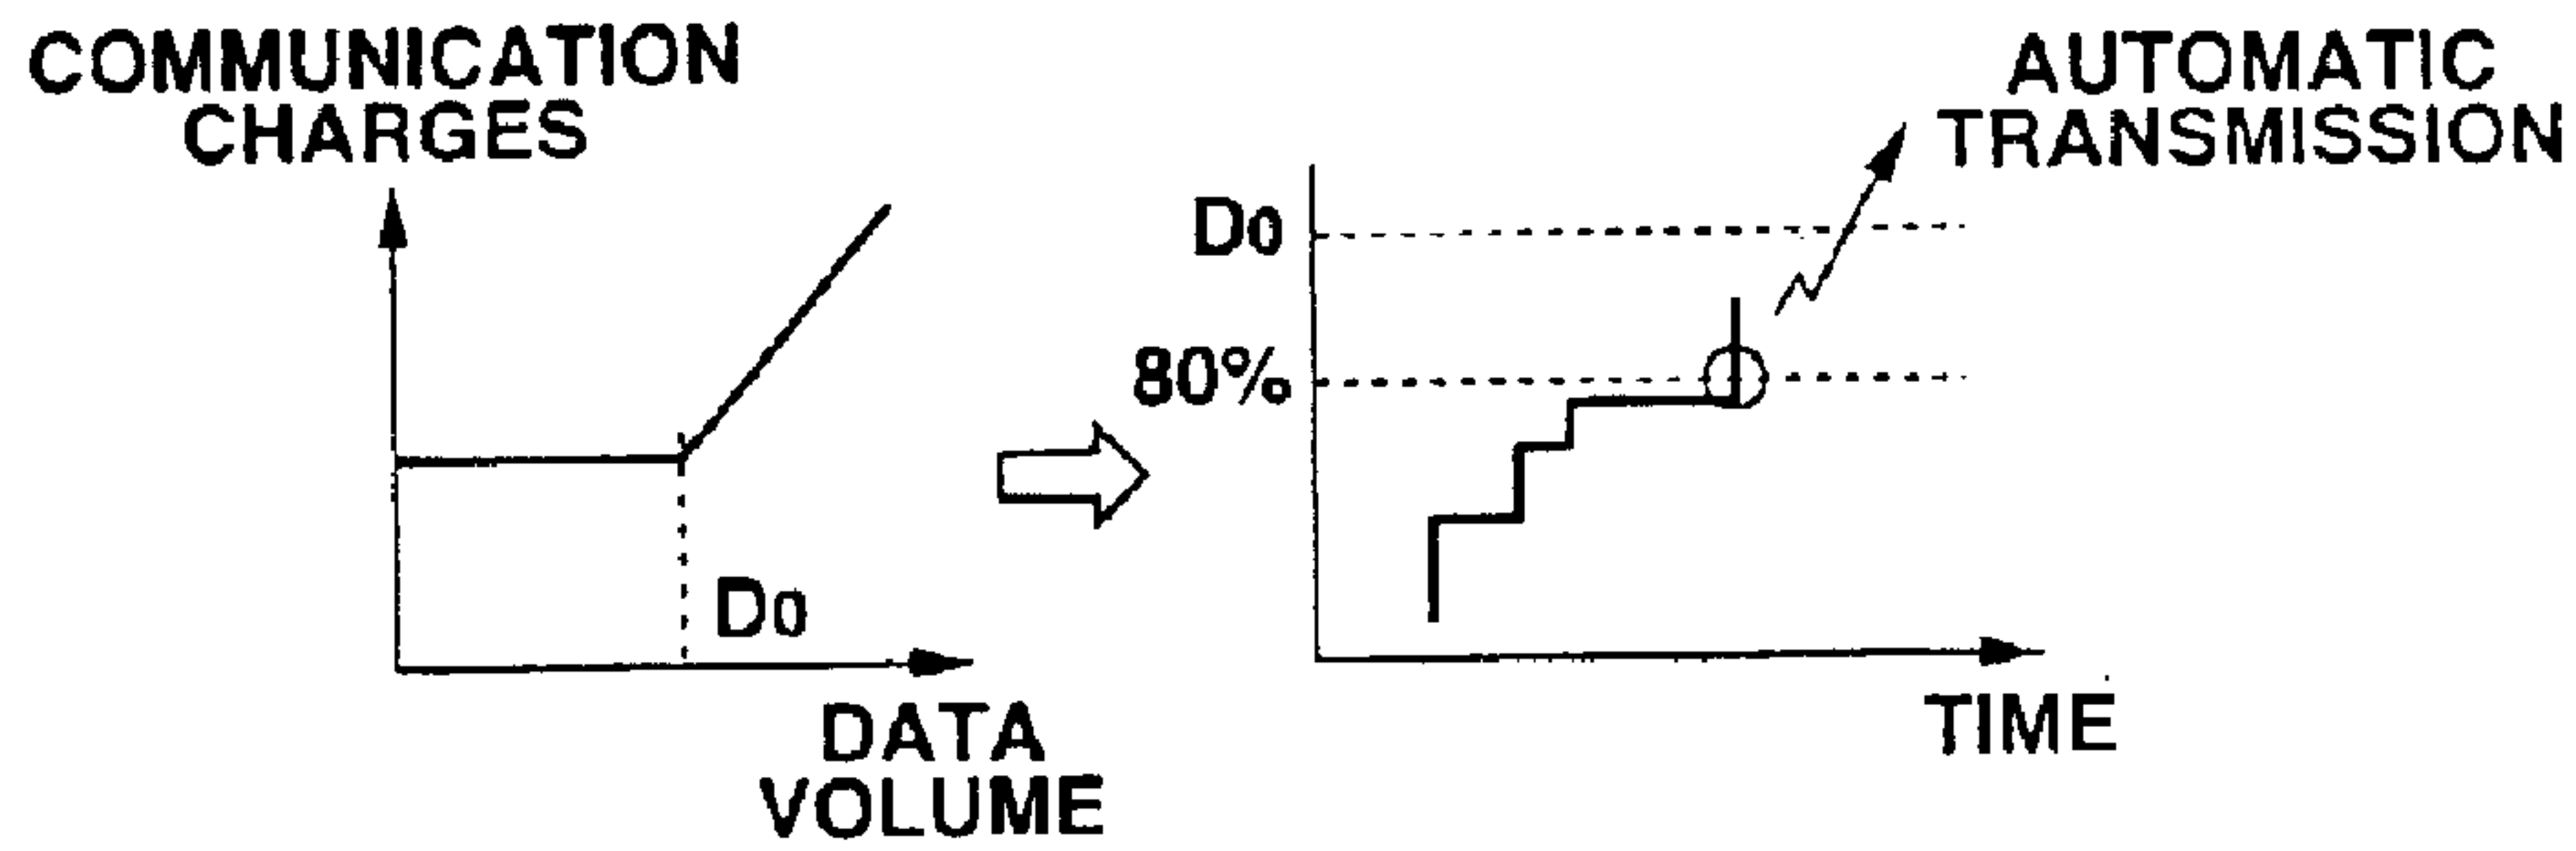 COMMUNICATION
CHARGES
D0
DATA
VOLUME
AUTOMATIC
TRANSMISSION
D0
80%
TIME